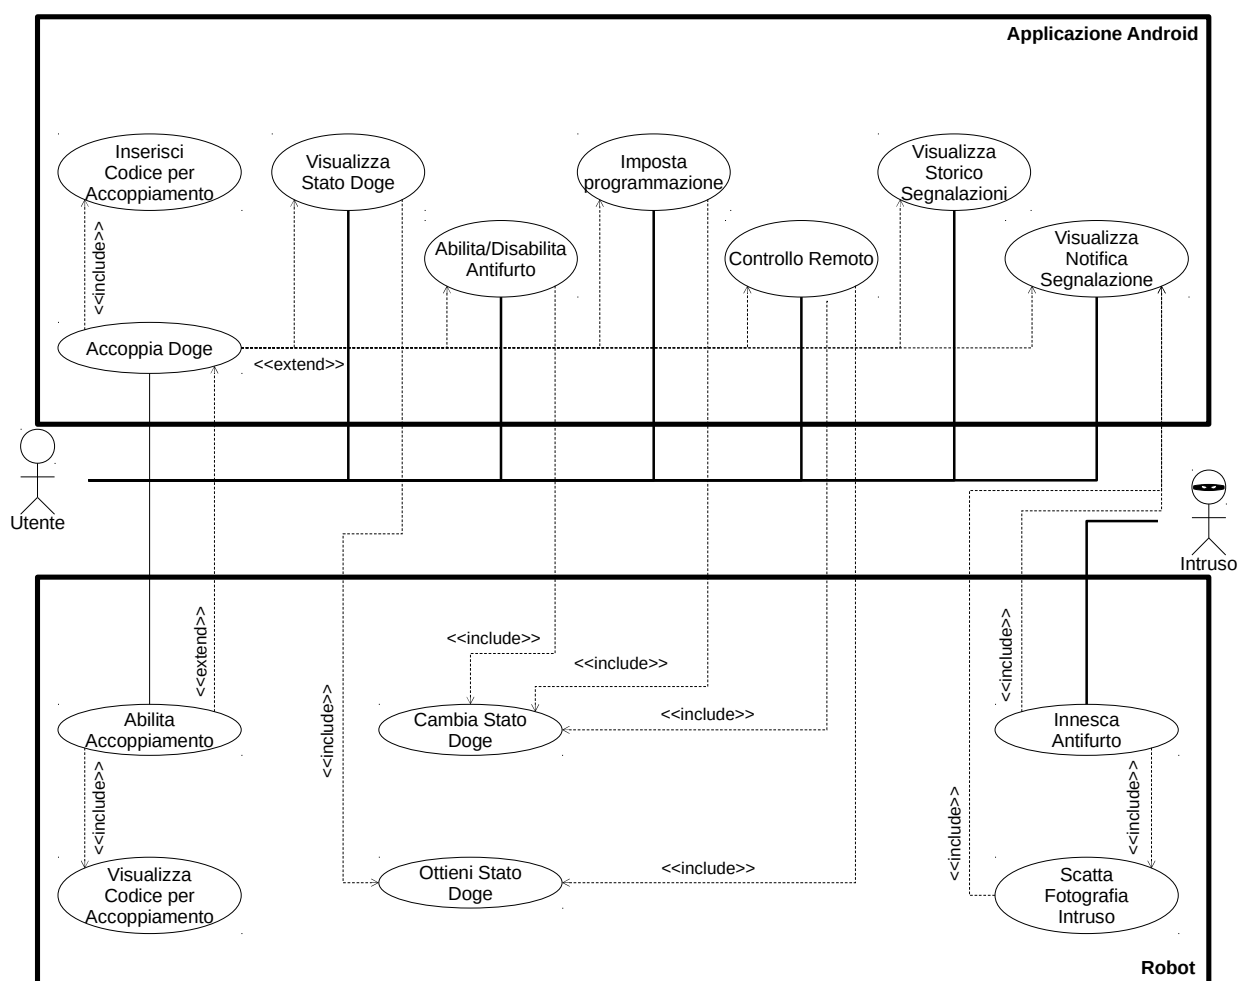 Applicazione Android
Inserisci
Codice per
Accoppiamento
Visualizza
Stato Doge
Imposta
programmazione
Visualizza
Storico
Segnalazioni
Abilita/Disabilita
Antifurto
Controllo Remoto
Visualizza
Notifica
Segnalazione
<<include>>
Accoppia Doge
<<extend>>
Utente
Intruso
<<extend>>
<<include>>
<<include>>
<<include>>
<<include>>
<<include>>
Abilita
Accoppiamento
Cambia Stato
Doge
Innesca
Antifurto
<<include>>
<<include>>
<<include>>
<<include>>
Visualizza
Codice per
Accoppiamento
Ottieni Stato
Doge
Scatta
Fotografia
Intruso
Robot